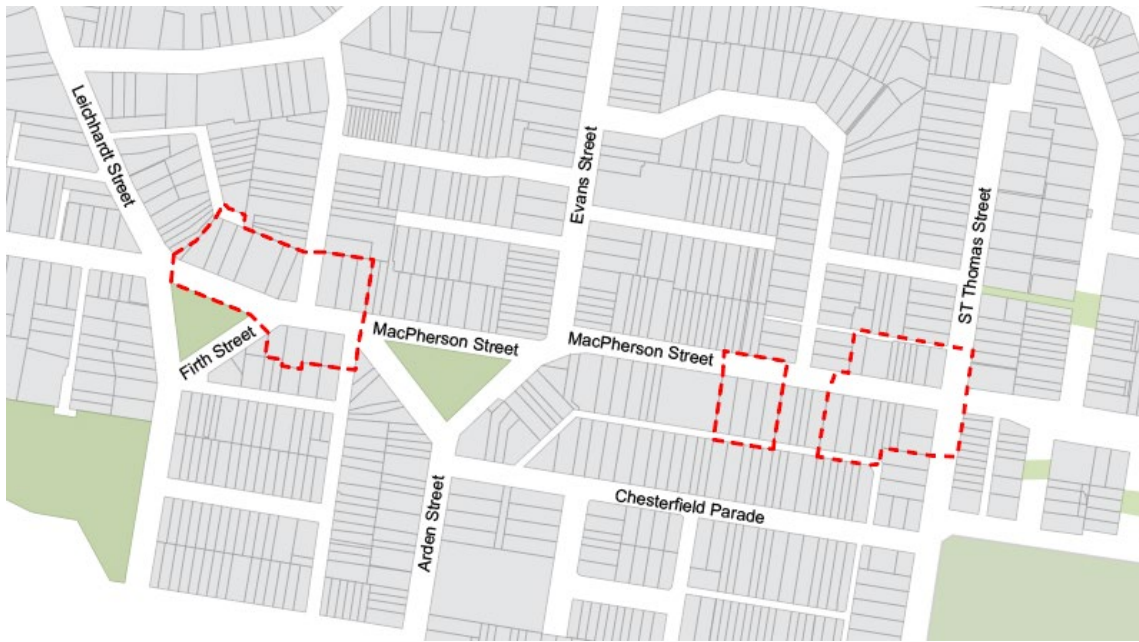 Leichhardt Street
Evans Street
ST Thomas Street
MacPherson Street
MacPherson Street
Firth Street
Chesterfield Parade
Arden Street